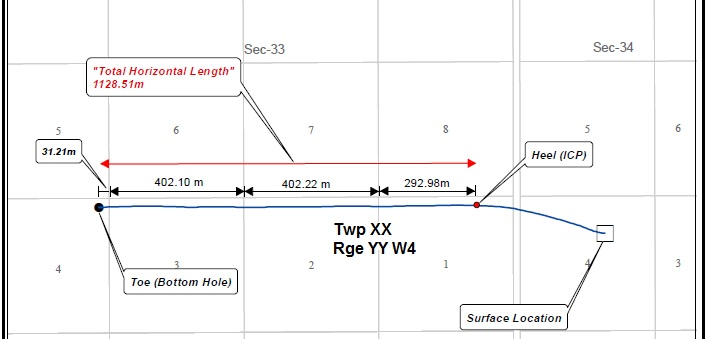 Sec-33
Sec-34
"Total Horizontal Length"
1128.51m
5
6
7
8
5
6
31.21m
Heel (ICP)
402.10 m
402.22 m
292.98m
Twp XX
Rge YY W4
4
3
2
1
4
3
Toe (Bottom Hole)
Surface Location